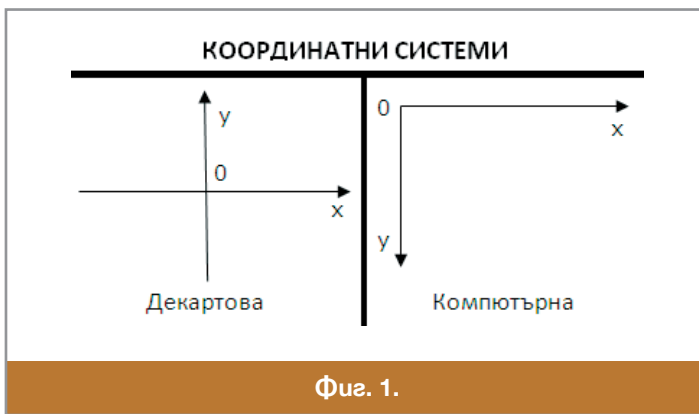 КООРДИНАТНИ СИСТЕМИ
y
0
x
Декартова
0
x
y
Компютърна
Фиг. 1.